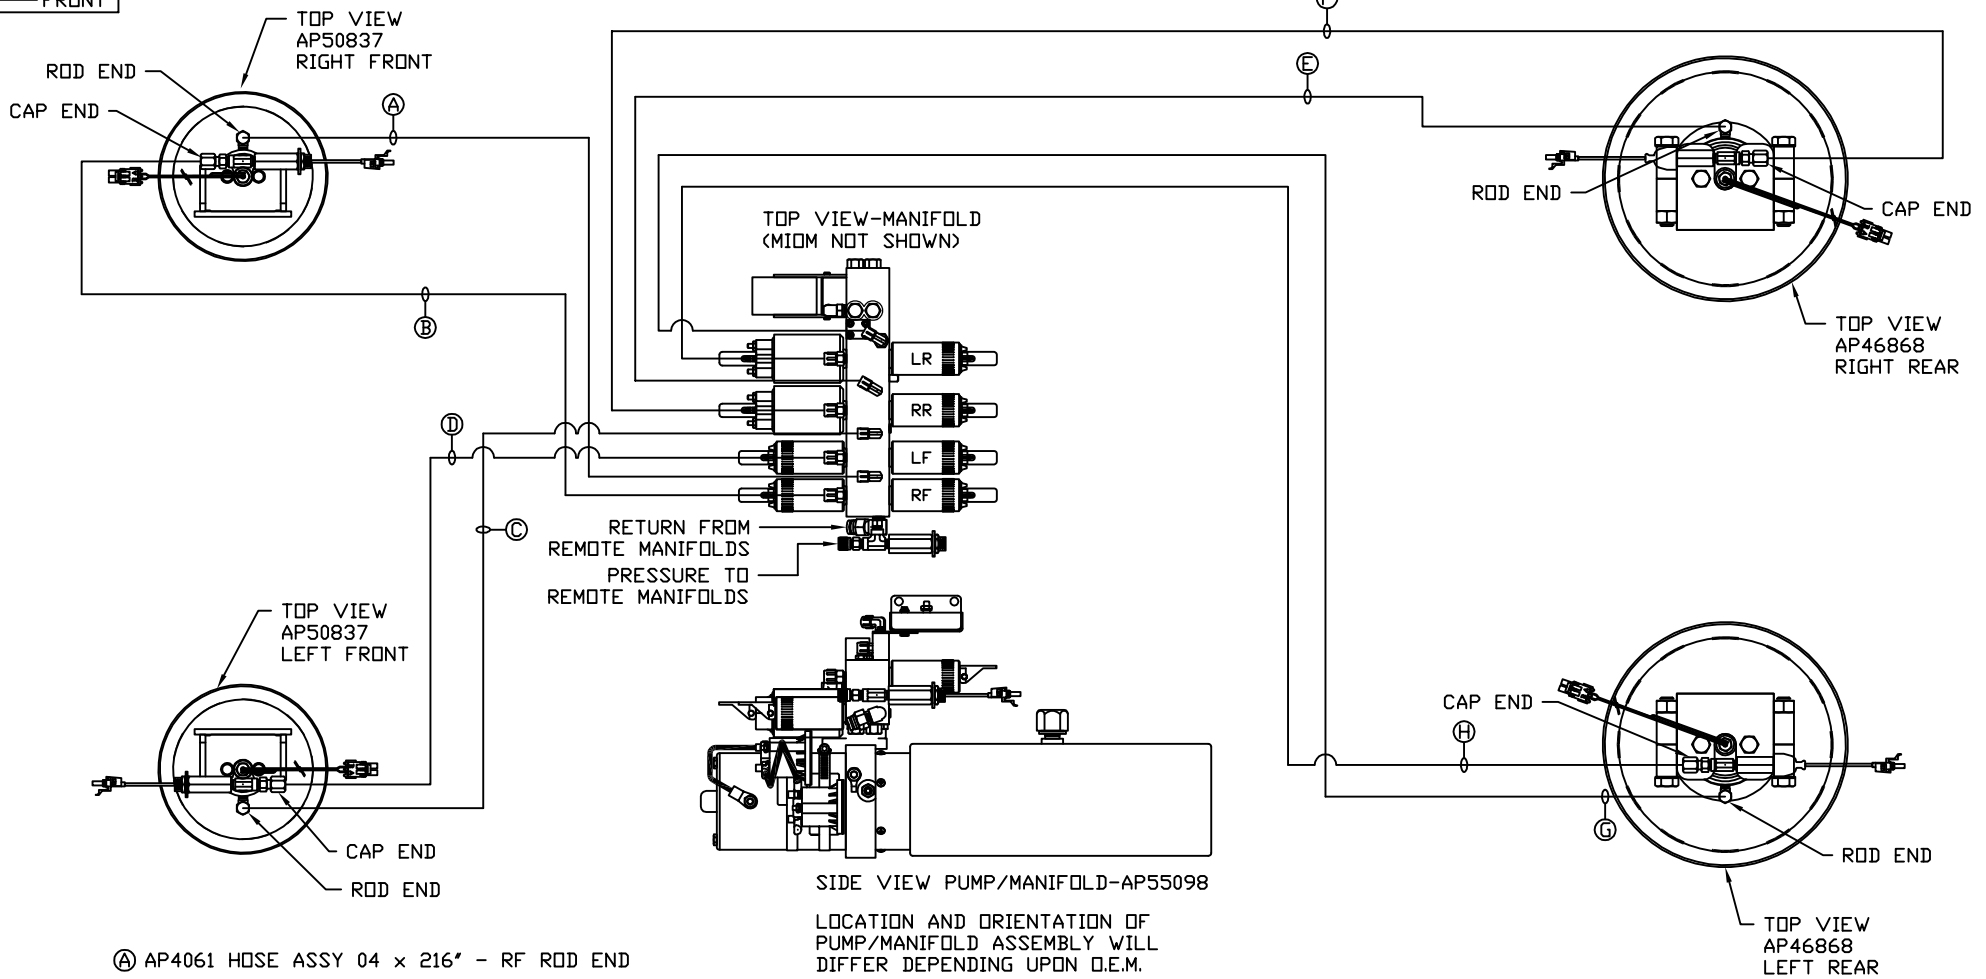 FRONT
TOP VIEW
AP50837
RIGHT FRONT
ROD END
CAP END
A
B
F
E
TOP VIEW-MANIFOLD
(MIOM NOT SHOWN)
ROD END
CAP END
TOP VIEW
AP46868
RIGHT REAR
LR
RR
LF
RF
D
C
RETURN FROM
REMOTE MANIFOLDS
PRESSURE TO
REMOTE MANIFOLDS
TOP VIEW
AP50837
LEFT FRONT
CAP END
ROD END
CAP END
H
G
ROD END
SIDE VIEW PUMP/MANIFOLD-AP55098
LOCATION AND ORIENTATION OF
PUMP/MANIFOLD ASSEMBLY WILL
DIFFER DEPENDING UPON O.E.M.
TOP VIEW
AP46868
LEFT REAR
A AP4061 HOSE ASSY 04 x 216" - RF ROD END